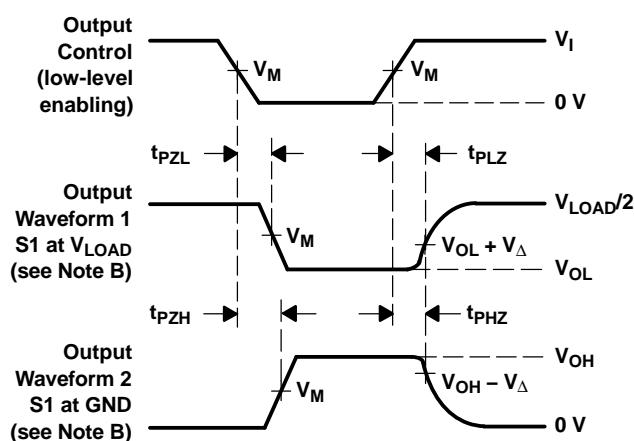 Output
Control
(low-level
enabling)
V_M
V_M
V_I
0 V
t_PZL
t_PLZ
Output
Waveform 1
S1 at V_LOAD
(see Note B)
V_M
V_LOAD/2
V_OL + V_Δ
V_OL
t_PZH
t_PHZ
Output
Waveform 2
S1 at GND
(see Note B)
V_M
V_OH
V_OH – V_Δ
0 V